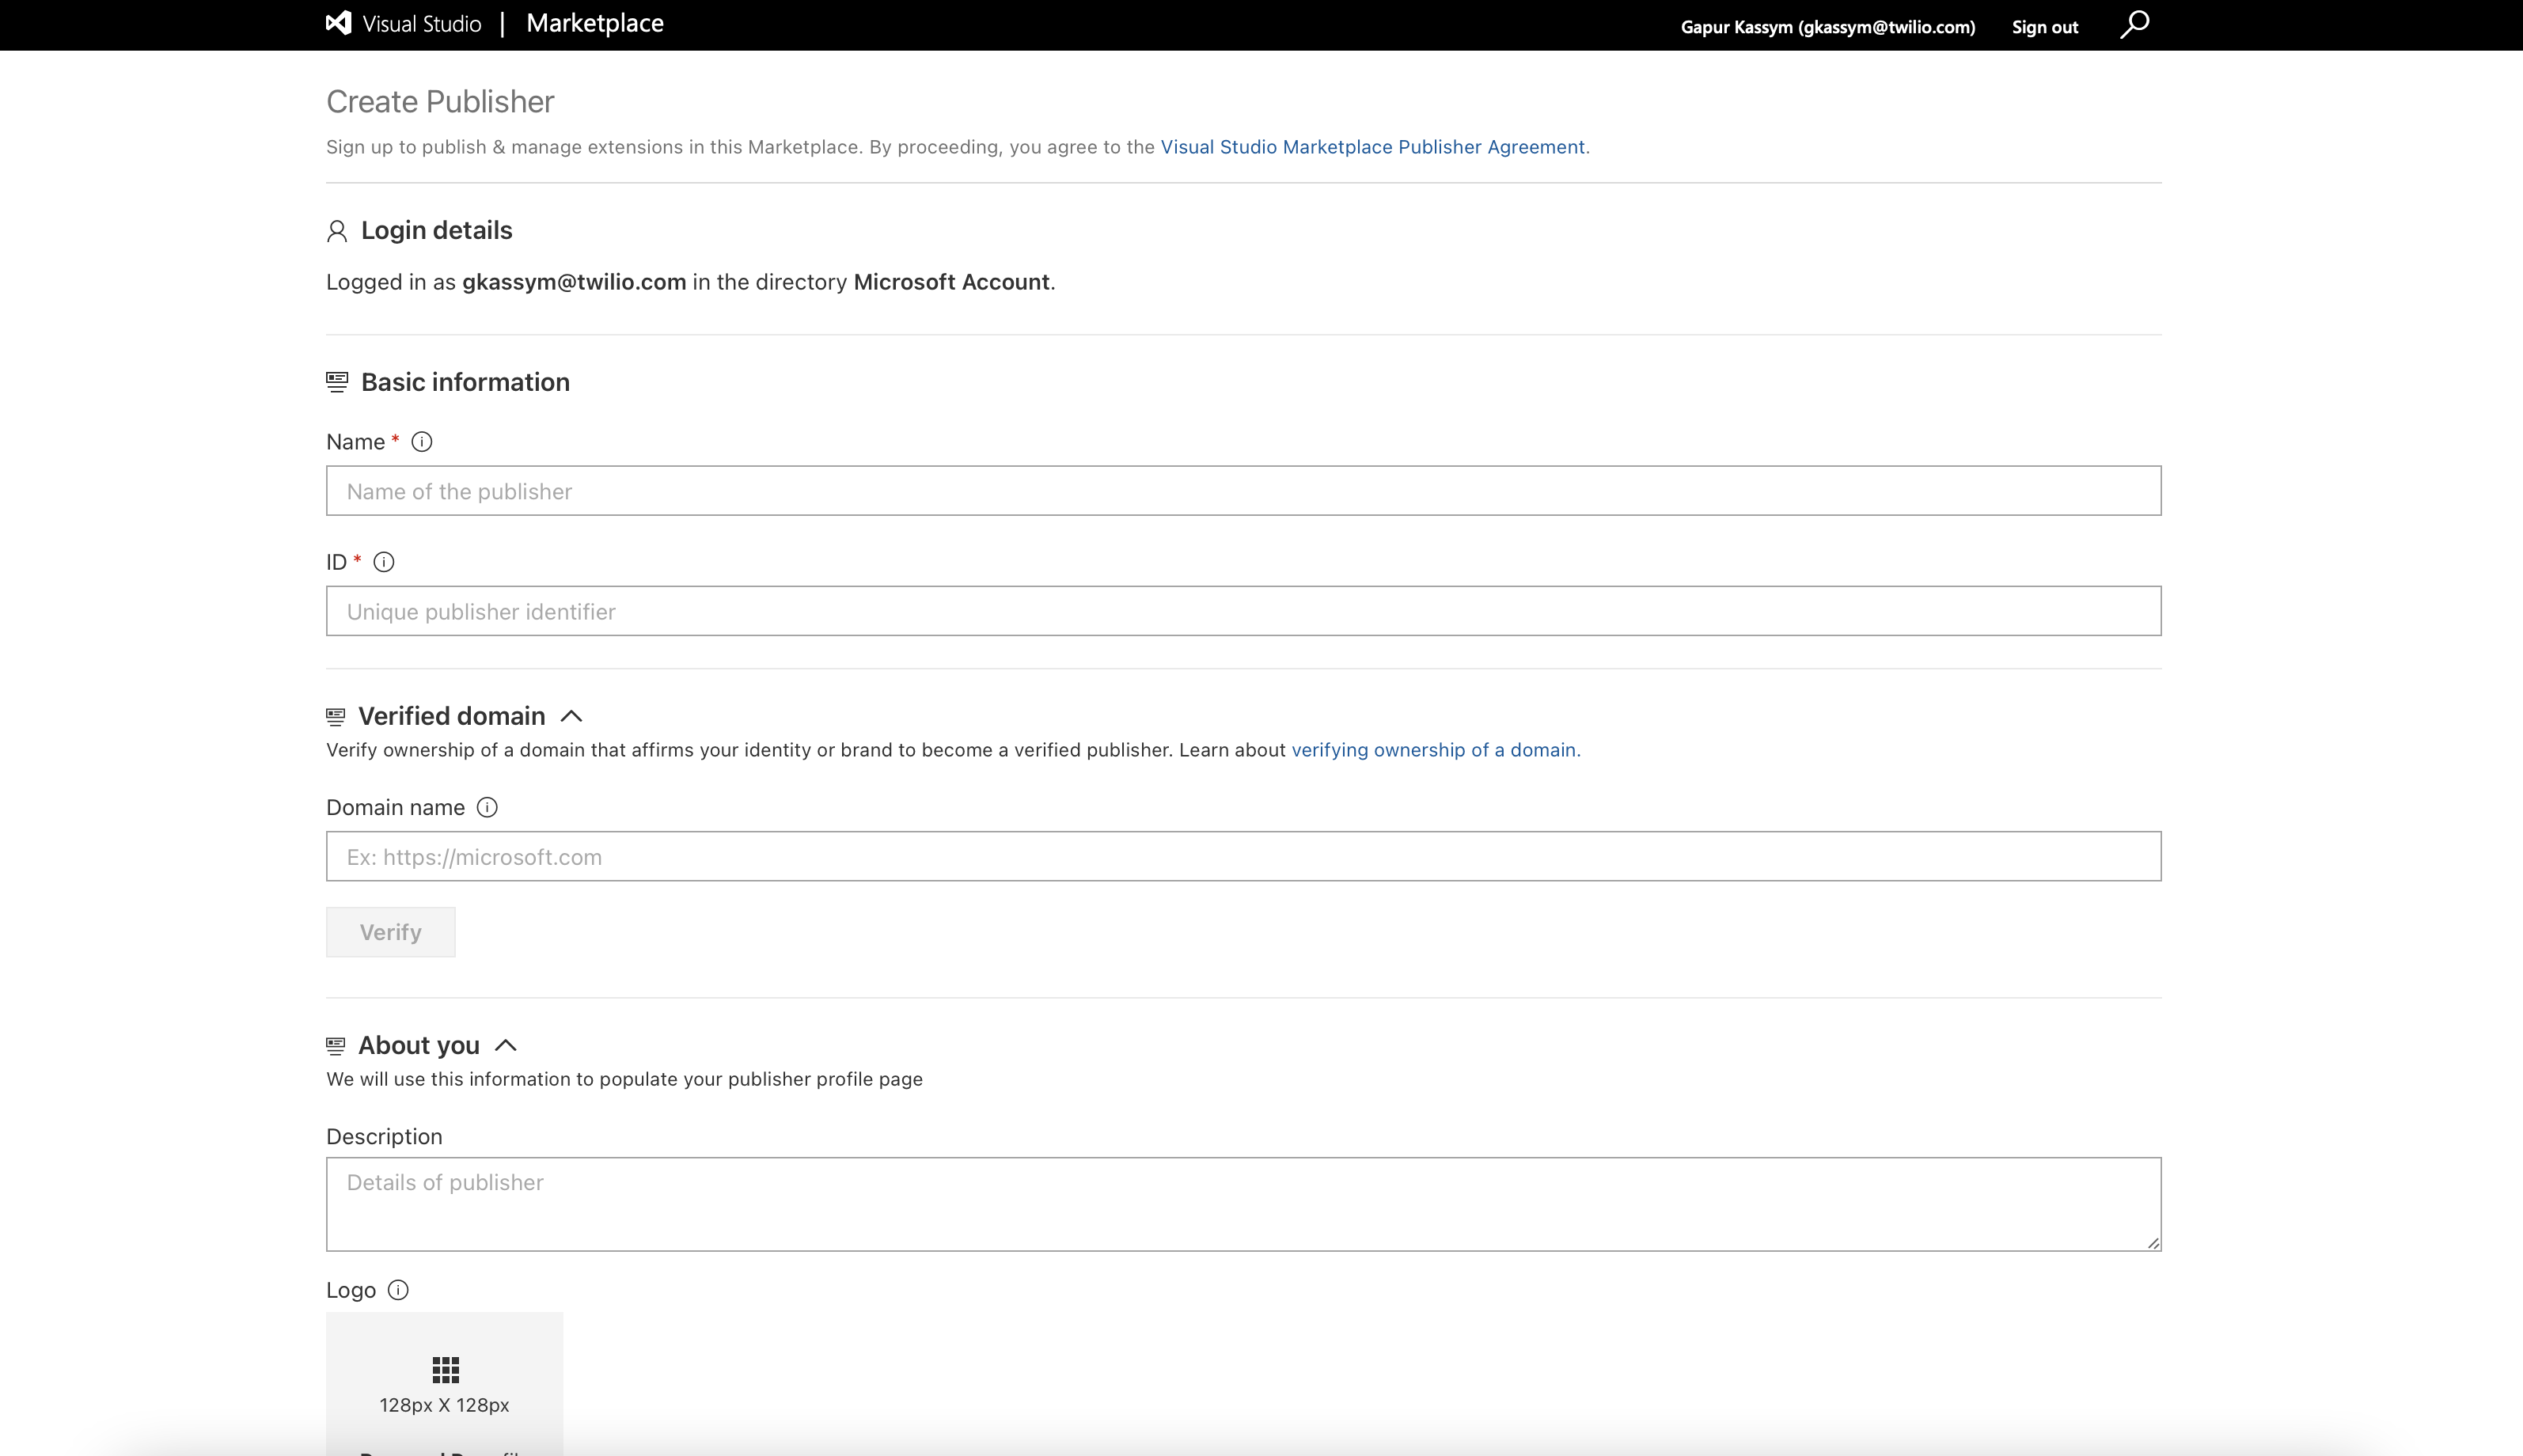 Visual Studio | Marketplace
Gapur Kassym (gkassym@twilio.com) Sign out
Create Publisher
Sign up to publish & manage extensions in this Marketplace. By proceeding, you agree to the Visual Studio Marketplace Publisher Agreement.
Login details
Logged in as gkassym@twilio.com in the directory Microsoft Account.
Basic information
Name *
Name of the publisher
ID *
Unique publisher identifier
Verified domain
Verify ownership of a domain that affirms your identity or brand to become a verified publisher. Learn about verifying ownership of a domain.
Domain name
Ex: https://microsoft.com
Verify
About you
We will use this information to populate your publisher profile page
Description
Details of publisher
Logo
128px X 128px